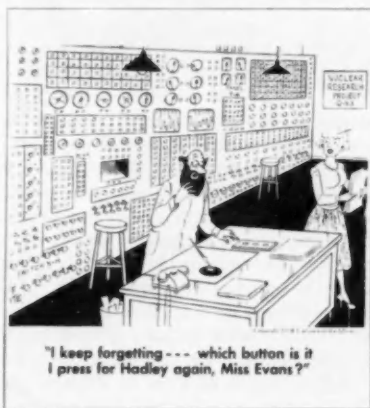 NUCLEAR
RESEARCH
PROJECT
"I keep forgetting --- which button is it
I press for Hadley again, Miss Evans?"